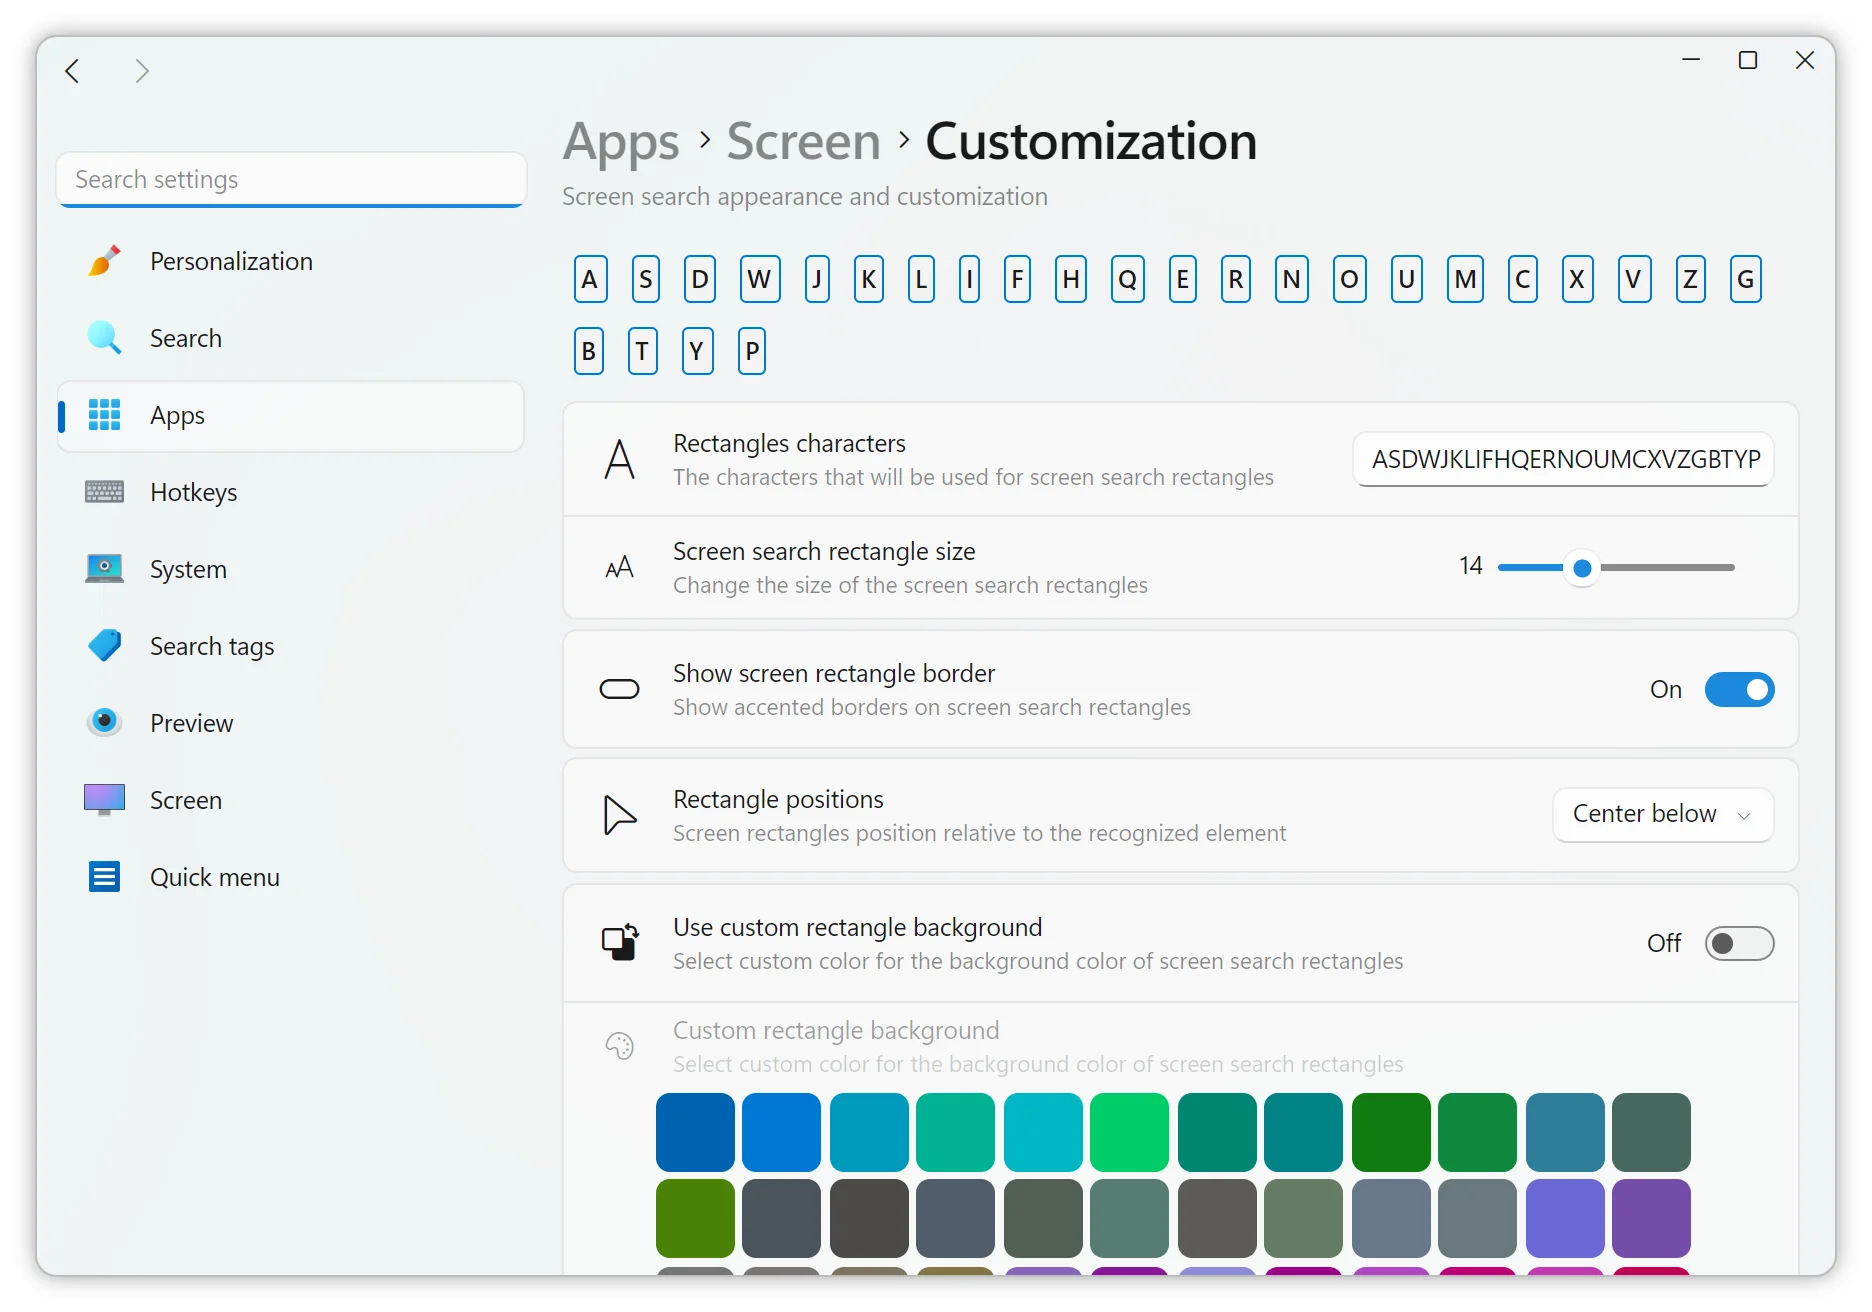 Apps > Screen > Customization
Screen search appearance and customization
Search settings
Personalization
Search
Apps
Hotkeys
System
Search tags
Preview
Screen
Quick menu
A S D W J K L I F H Q E R N O U M C X V Z G
B T Y P
Rectangles characters
The characters that will be used for screen search rectangles
ASDWJKLIFHQERNOUMCXVZGBTYP
Screen search rectangle size
Change the size of the screen search rectangles
14
Show screen rectangle border
Show accented borders on screen search rectangles
On
Rectangle positions
Screen rectangles position relative to the recognized element
Center below
Use custom rectangle background
Select custom color for the background color of screen search rectangles
Off
Custom rectangle background
Select custom color for the background color of screen search rectangles